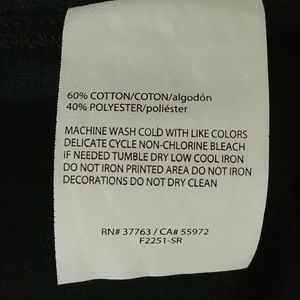 60% COTTON/COTON/algodón
40% POLYESTER/poliéster
MACHINE WASH COLD WITH LIKE COLORS
DELICATE CYCLE NON-CHLORINE BLEACH
IF NEEDED TUMBLE DRY LOW COOL IRON
DO NOT IRON PRINTED AREA DO NOT IRON
DECORATIONS DO NOT DRY CLEAN
RN# 37763 / CA# 55972
F2251-SR